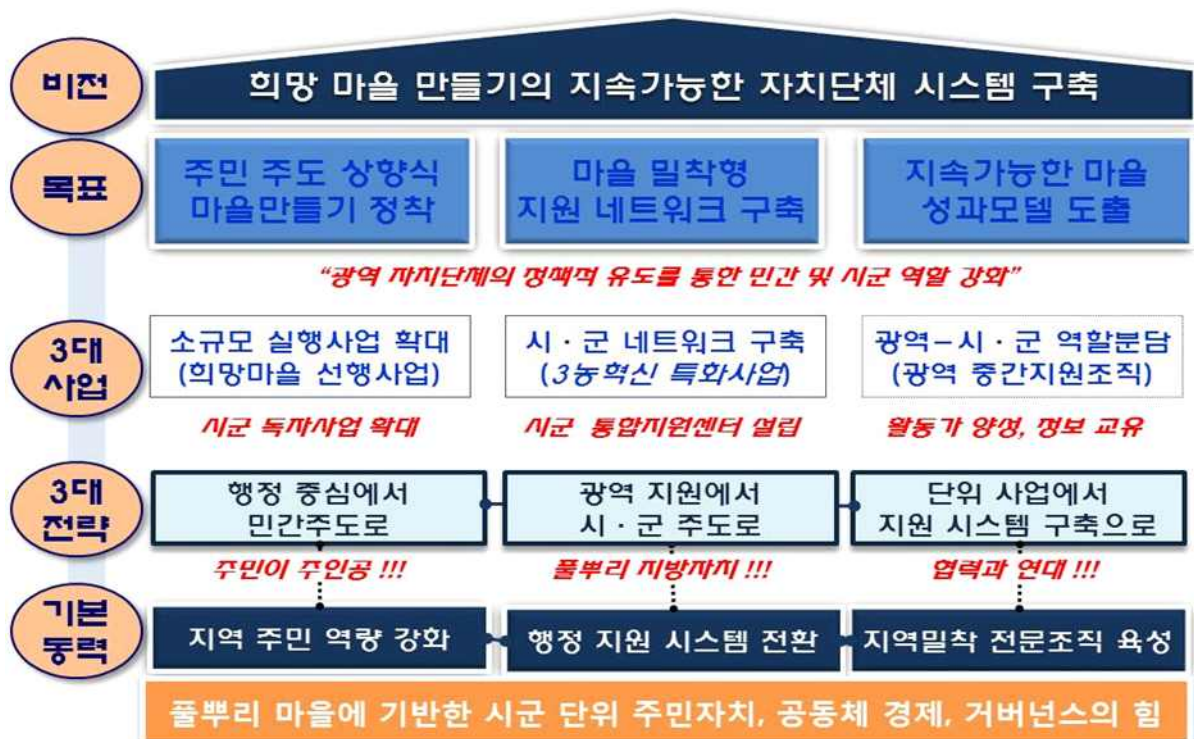 비전
희망 마을 만들기의 지속가능한 자치단체 시스템 구축
목표
주민 주도 상향식
마을만들기 정착
마을 밀착형
지원 네트워크 구축
지속가능한 마을
성과모델 도출
“광역 자치단체의 정책적 유도를 통한 민간 및 시군 역할 강화”
3대
사업
소규모 실행사업 확대
(희망마을 선행사업)
시·군 네트워크 구축
(3농혁신 특화사업)
광역-시·군 역할분담
(광역 중간지원조직)
시군 독자사업 확대
시군 통합지원센터 설립
활동가 양성, 정보 교유
3대
전략
행정 중심에서
민간주도로
광역 지원에서
시·군 주도로
단위 사업에서
지원 시스템 구축으로
주민이 주인공 !!!
풀뿌리 지방자치 !!!
협력과 연대 !!!
기본
동력
지역 주민 역량 강화
행정 지원 시스템 전환
지역밀착 전문조직 육성
풀뿌리 마을에 기반한 시군 단위 주민자치, 공동체 경제, 거버넌스의 힘